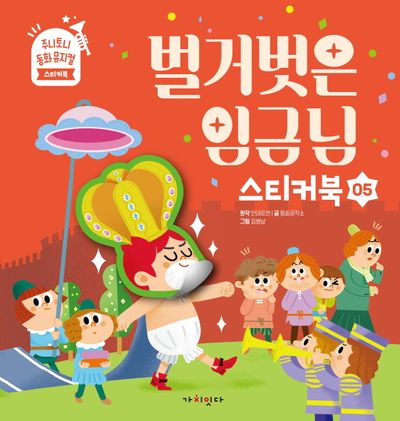 주니토니
동화 뮤지컬
스티커북
벌거벗은
임금님
스티커북 05
원작 안데르센 | 글 동화공작소
그림 김병남
가치잇다